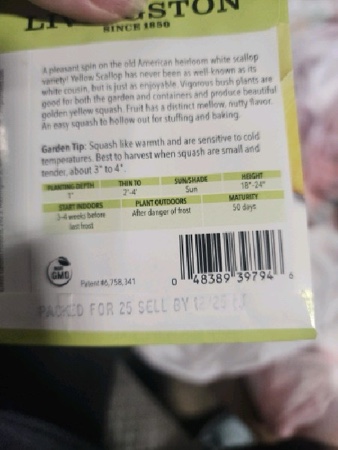 LIVINGSTON
SINCE 1850
A pleasant spin on the old American heirloom white scallop
variety! Yellow Scallop has never been as well known as its
white cousin, but is just as enjoyable. Vigorous bush plants are
good for both the garden and containers and produce beautiful
golden yellow squash. Fruit has a distinct mellow, nutty flavor.
An easy squash to hollow out for stuffing and baking.
Garden Tip: Squash like warmth and are sensitive to cold
temperatures. Best to harvest when squash are small and
tender, about 3" to 4".
PLANTING DEPTH THIN TO SUN/SHADE HEIGHT
1" 2'-4' Sun 18"-24"
START INDOORS PLANT OUTDOORS MATURITY
3-4 weeks before After danger of frost 50 days
last frost
GMO
Patent #6,758,341
0 48389 39794 6
PACKED FOR 25 SELL BY 12